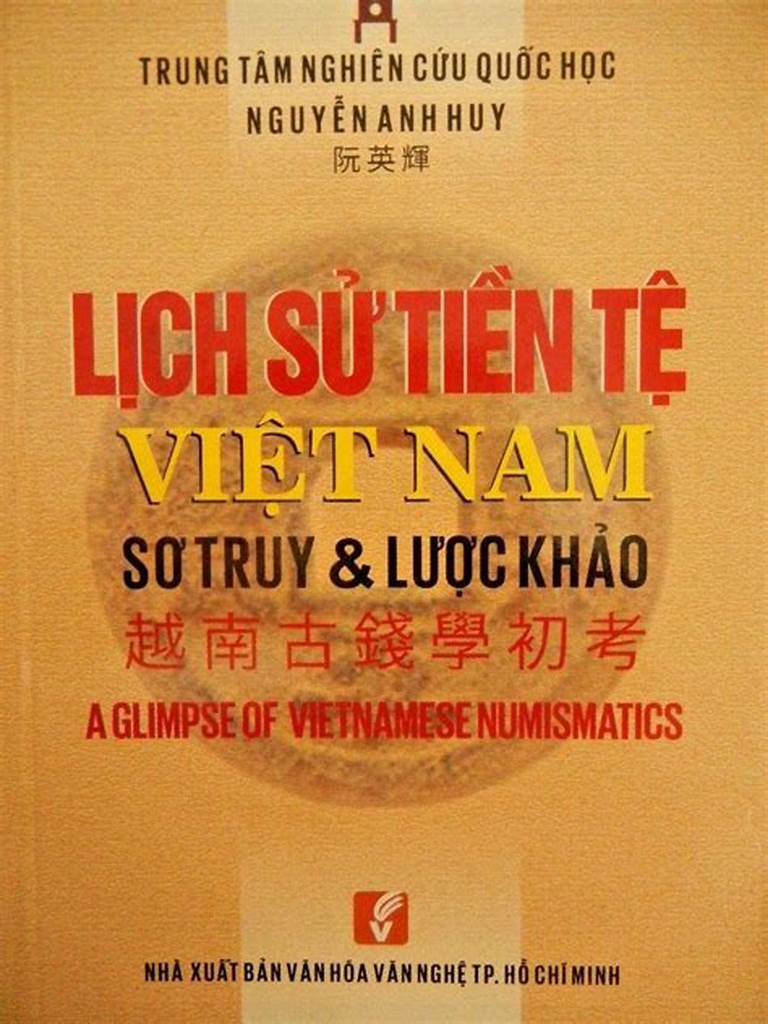 TRUNG TÂM NGHIÊN CỨU QUỐC HỌC
NGUYỄN ANH HUY
阮英輝
LỊCH SỬ TIỀN TỆ
VIỆT NAM
SƠ TRUY & LƯỢC KHẢO
越南古錢學初考
A GLIMPSE OF VIETNAMESE NUMISMATICS
NHÀ XUẤT BẢN VĂN HÓA VĂN NGHỆ TP. HỒ CHÍ MINH